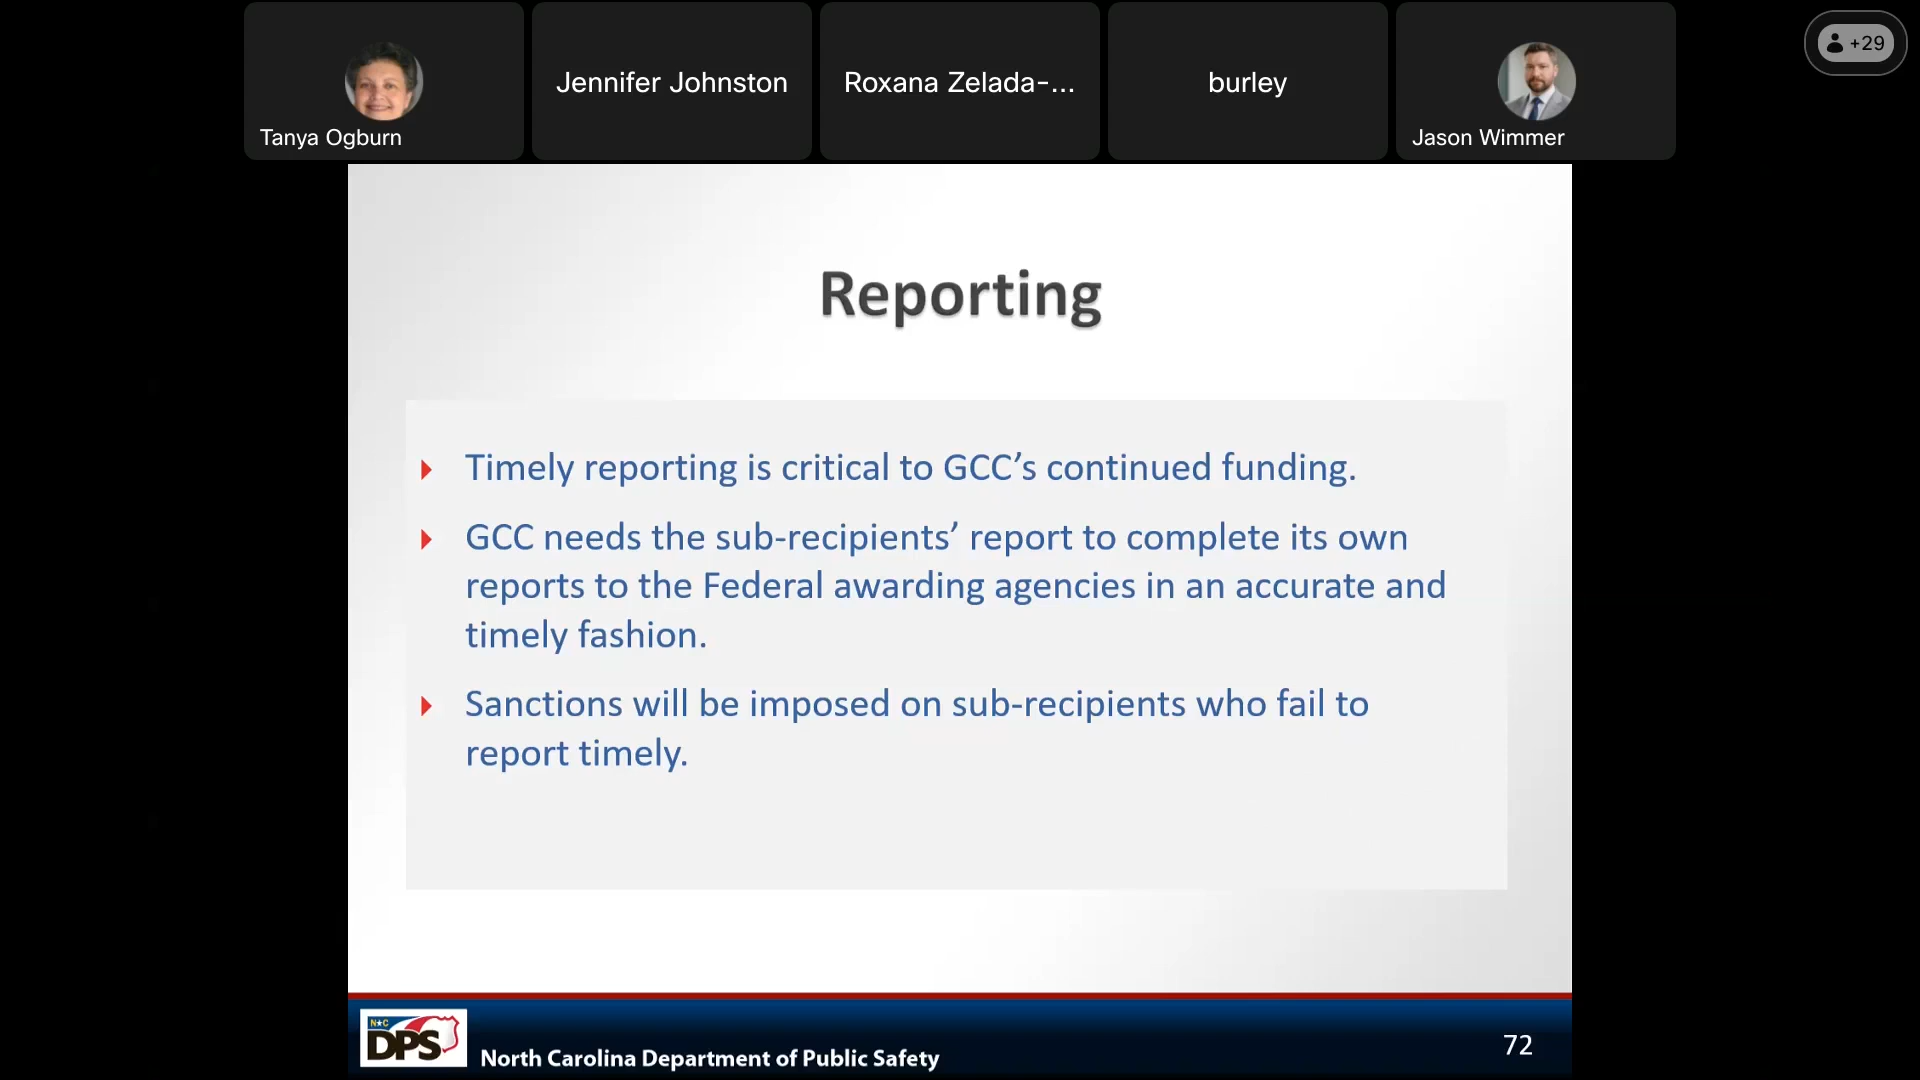 Tanya Ogburn
Jennifer Johnston
Roxana Zelada-...
burley
Jason Wimmer
+29
Reporting
Timely reporting is critical to GCC’s continued funding.
GCC needs the sub-recipients’ report to complete its own
reports to the Federal awarding agencies in an accurate and
timely fashion.
Sanctions will be imposed on sub-recipients who fail to
report timely.
N★C
DPS
North Carolina Department of Public Safety
72